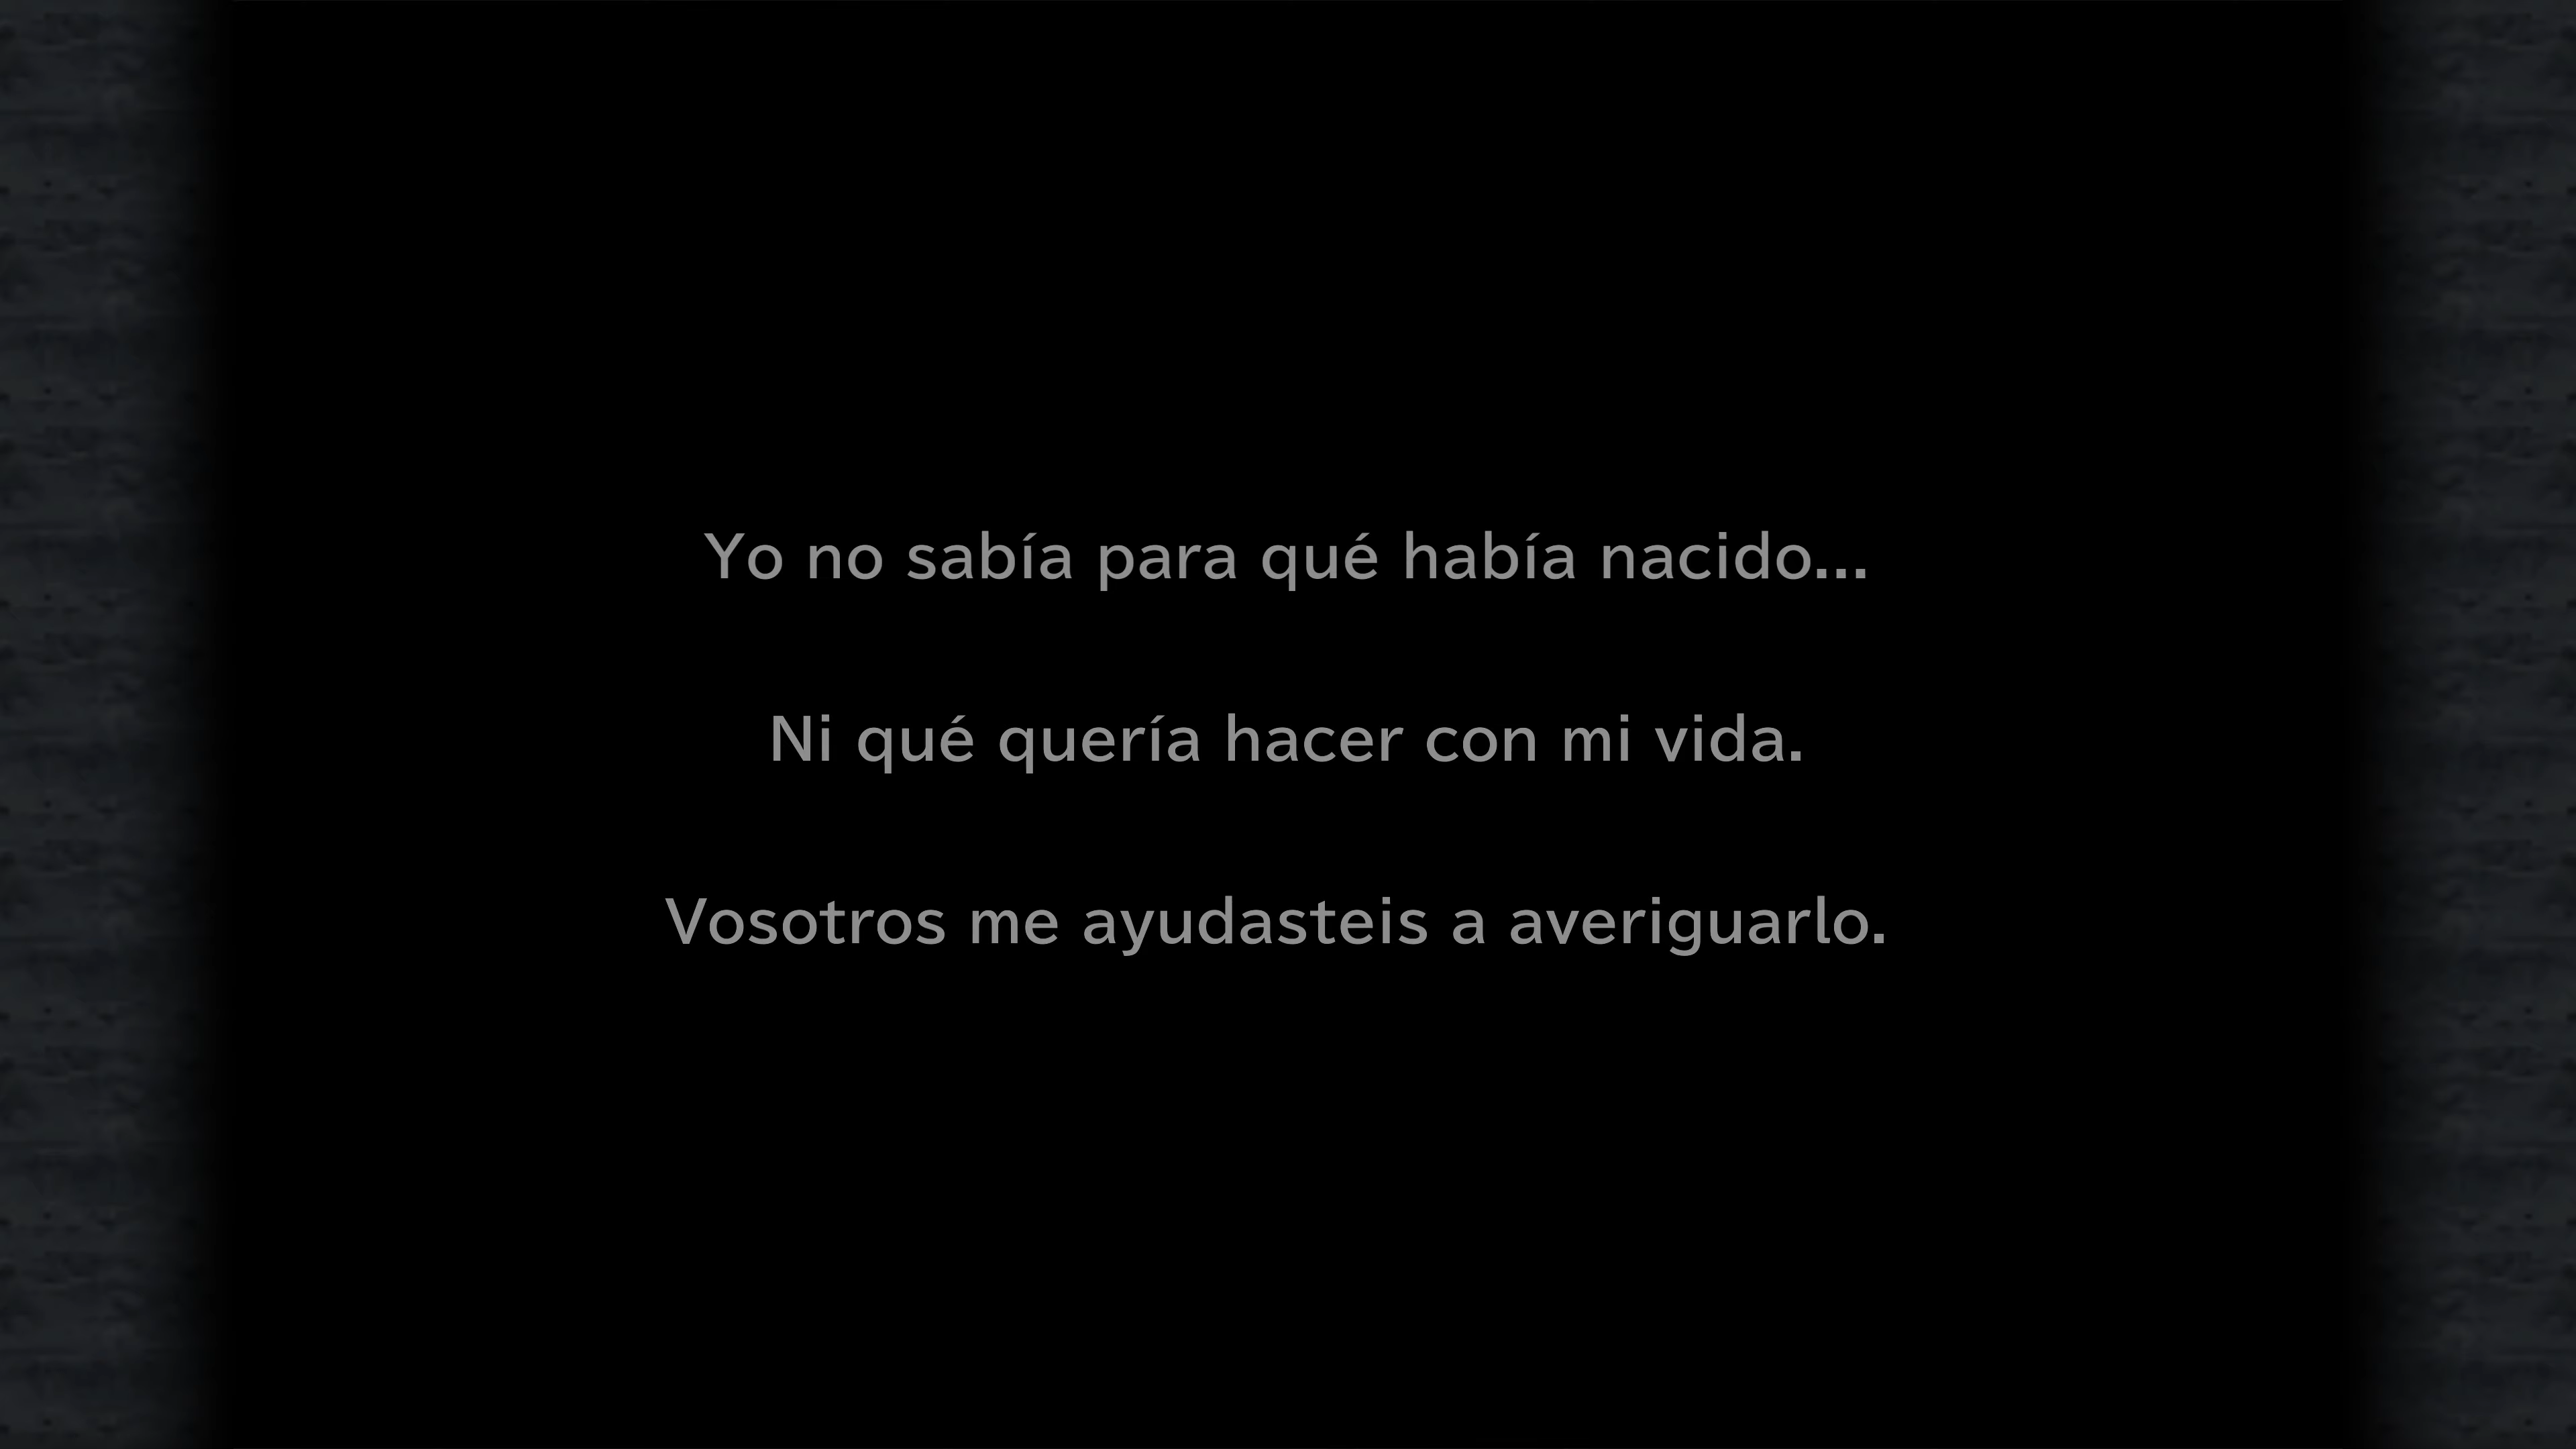 Yo no sabía para qué había nacido...
Ni qué quería hacer con mi vida.
Vosotros me ayudasteis a averiguarlo.